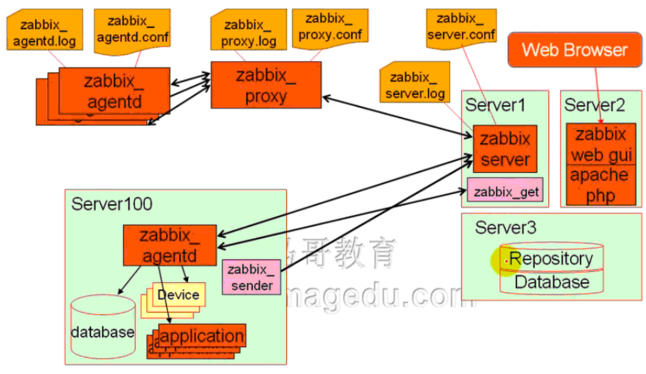 zabbix_
agentd.log
zabbix_
agentd.conf
zabbix_
proxy.log
zabbix_
proxy.conf
zabbix_
server.conf
Web Browser
zabbix_
agentd
zabbix_
proxy
zabbix_
server.log
Server1
zabbix
server
zabbix_get
Server2
zabbix
web gui
apache
php
Server100
zabbix_
agentd
zabbix_
sender
Device
database
application
Server3
Repository
Database
哥教育
magedu.com